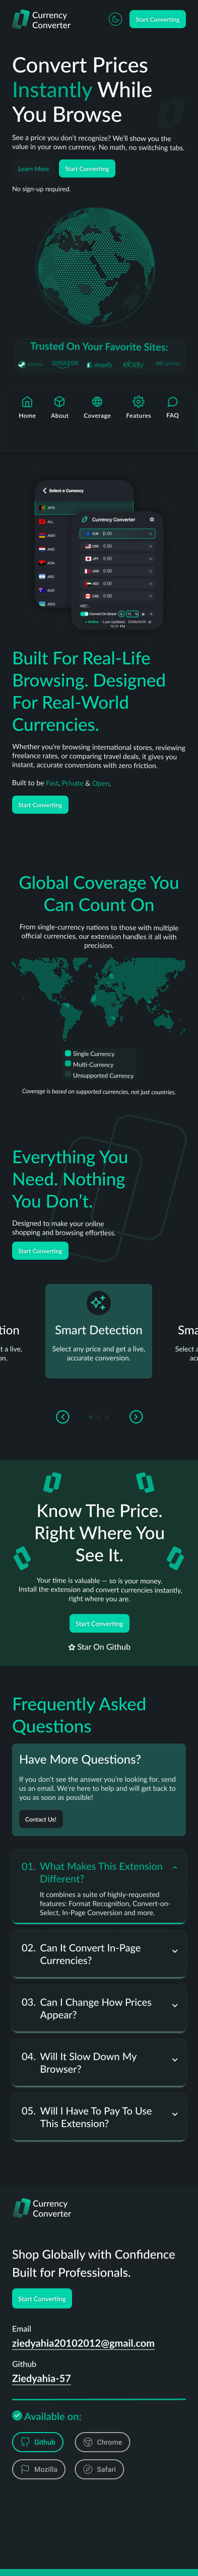 Currency
Converter
Start Converting
Convert Prices
Instantly While
You Browse
See a price you don't recognize? We'll show you the
value in your own currency. No math, no switching tabs.
Learn More
Start Converting
No sign-up required.
Trusted On Your Favorite Sites:
STEAM
amazon
shopify
ebay
AliExpress
Home
About
Coverage
Features
FAQ
Select a Currency
AFN
ALL
AMD
ANG
AOA
ARS
AUD
AWG
Currency Converter
EUR 0.00
USD 0.00
JPY 0.00
QAR 0.00
AED 0.00
CAD 0.00
Convert On Select
Online - Last Updated:
Built For Real-Life
Browsing. Designed
For Real-World
Currencies.
Whether you're browsing international stores, reviewing
freelance rates, or comparing travel deals, it gives you
instant, accurate conversions with zero friction.
Built to be Fast, Private & Open.
Start Converting
Global Coverage You
Can Count On
From single-currency nations to those with multiple
official currencies, our extension handles it all with
precision.
Single Currency
Multi-Currency
Unsupported Currency
Coverage is based on supported currencies, not just countries.
Everything You
Need. Nothing
You Don't.
Designed to make your online
shopping and browsing effortless.
Start Converting
Smart Detection
Select any price and get a live,
accurate conversion.
Know The Price.
Right Where You
See It.
Your time is valuable — so is your money.
Install the extension and convert currencies instantly,
right where you are.
Start Converting
Star On Github
Frequently Asked
Questions
Have More Questions?
If you don't see the answer you're looking for, send
us an email. We're here to help and will get back to
you as soon as possible!
Contact Us!
01. What Makes This Extension
Different?
It combines a suite of highly-requested
features: Format Recognition, Convert-on-
Select, In-Page Conversion and more.
02. Can It Convert In-Page
Currencies?
03. Can I Change How Prices
Appear?
04. Will It Slow Down My
Browser?
05. Will I Have To Pay To Use
This Extension?
Currency
Converter
Shop Globally with Confidence
Built for Professionals.
Start Converting
Email
ziedyahia20102012@gmail.com
Github
Ziedyahia-57
Available on:
Github
Chrome
Mozilla
Safari